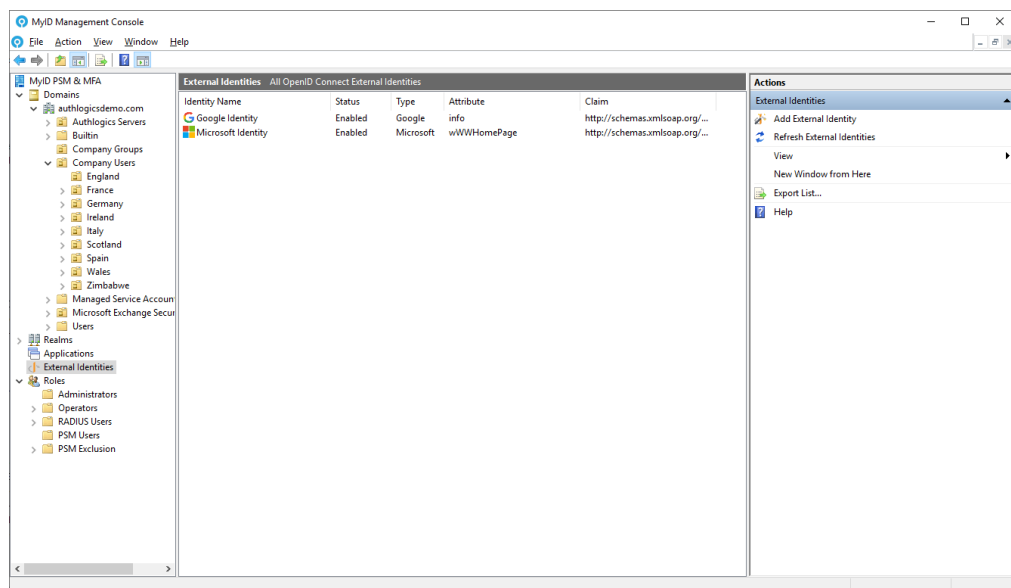 MyID Management Console
File Action View Window Help
MyID PSM & MFA
Domains
authlogicsdemo.com
Authlogics Servers
Builtin
Company Groups
Company Users
England
France
Germany
Ireland
Italy
Scotland
Spain
Wales
Zimbabwe
Managed Service Accoun
Microsoft Exchange Secur
Users
Realms
Applications
External Identities
Roles
Administrators
Operators
RADIUS Users
PSM Users
PSM Exclusion
External Identities All OpenID Connect External Identities
Identity Name Status Type Attribute Claim
Google Identity Enabled Google info http://schemas.xmlsoap.org/...
Microsoft Identity Enabled Microsoft wWWHomePage http://schemas.xmlsoap.org/...
Actions
External Identities
Add External Identity
Refresh External Identities
View
New Window from Here
Export List...
Help